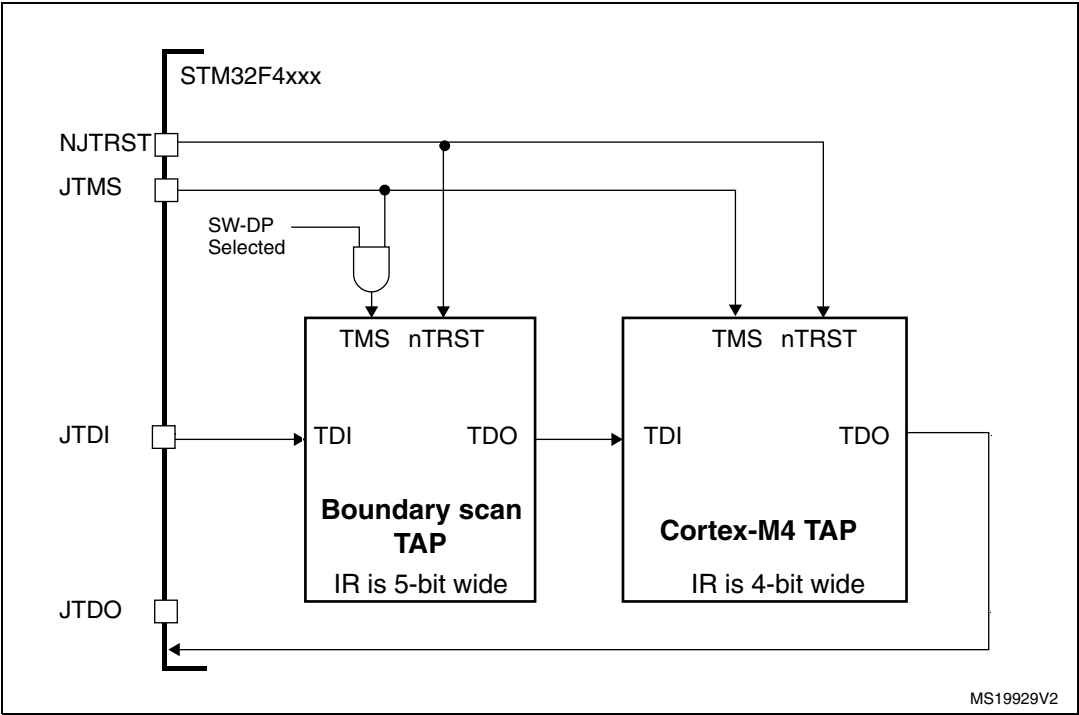 STM32F4xxx
NJTRST
JTMS
SW-DP
Selected
TMS nTRST
TMS nTRST
JTDI
TDI
TDO
TDI
TDO
Boundary scan
TAP
Cortex-M4 TAP
IR is 5-bit wide
IR is 4-bit wide
JTDO
MS19929V2